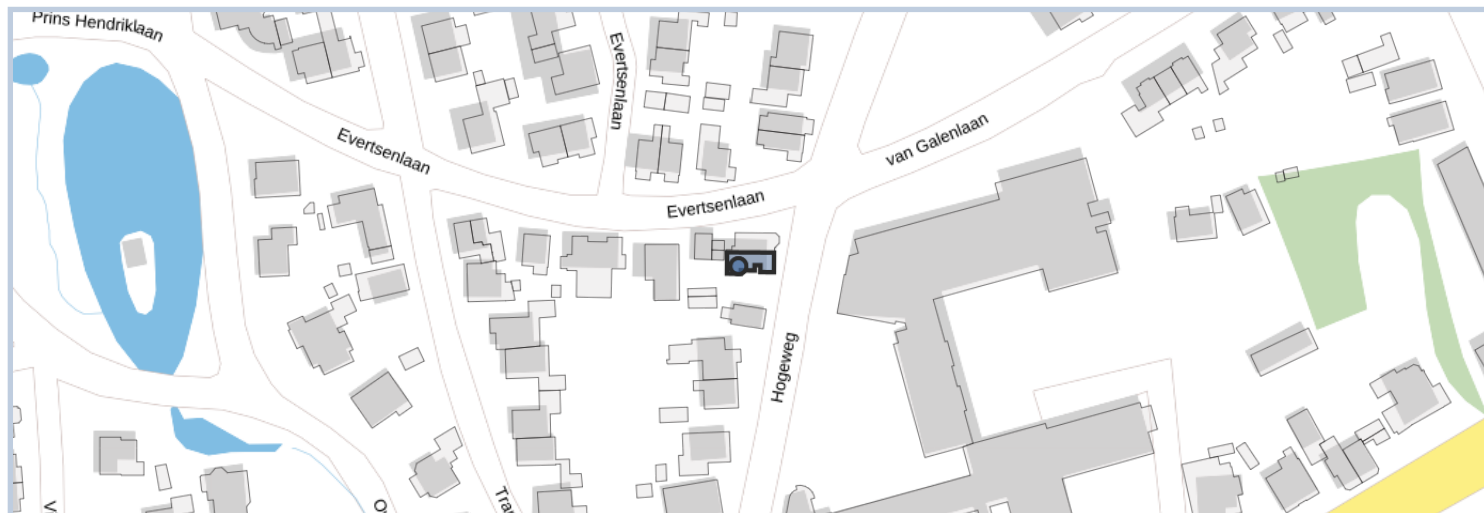 Prins Hendriklaan
Evertsenlaan
Evertsenlaan
van Galenlaan
Evertsenlaan
Hogeweg